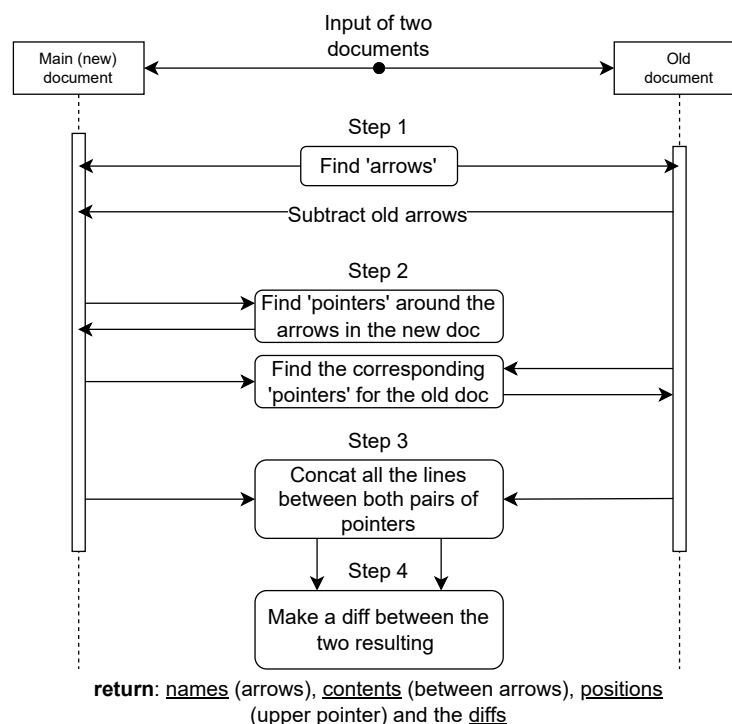 Input of two
documents
Main (new)
document
Old
document
Step 1
Find 'arrows'
Subtract old arrows
Step 2
Find 'pointers' around the
arrows in the new doc
Find the corresponding
'pointers' for the old doc
Step 3
Concat all the lines
between both pairs of
pointers
Step 4
Make a diff between the
two resulting
return: names (arrows), contents (between arrows), positions
(upper pointer) and the diffs